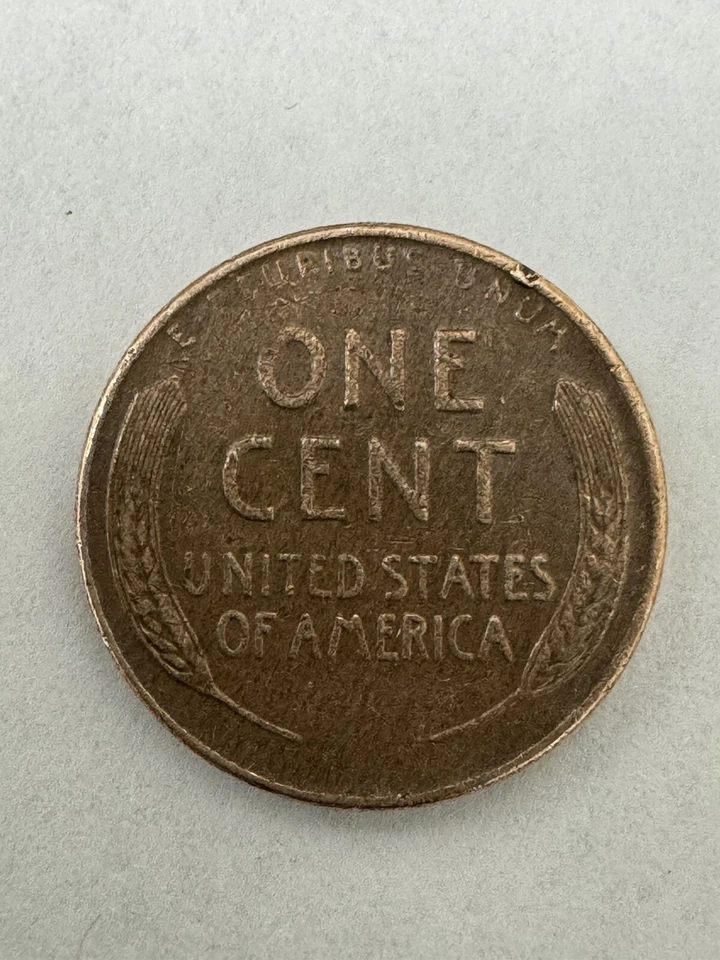 E PLURIBUS UNUM
ONE
CENT
UNITED STATES
OF AMERICA